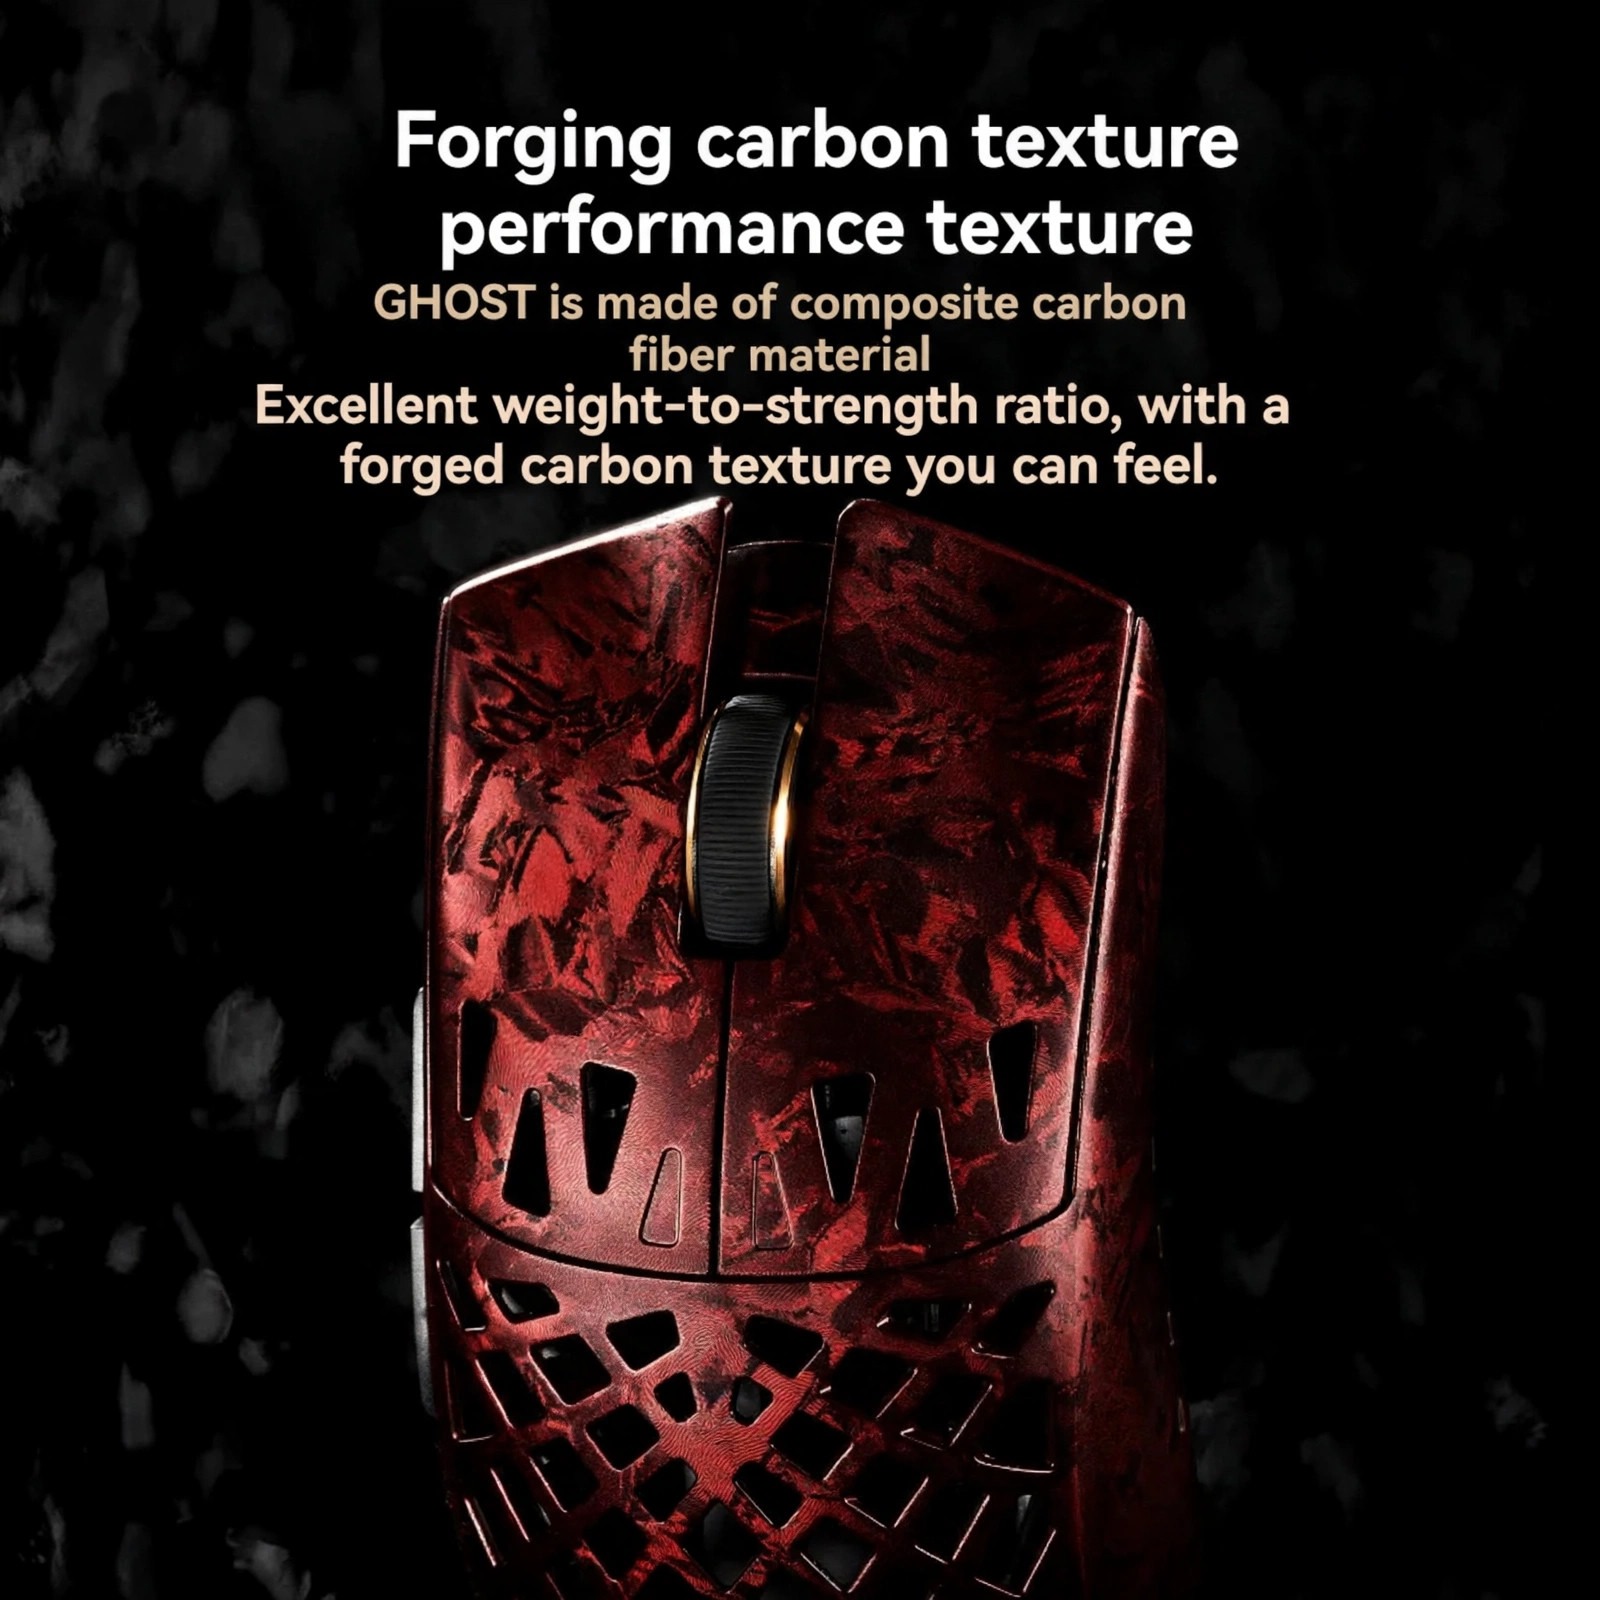 Forging carbon texture
performance texture
GHOST is made of composite carbon
fiber material
Excellent weight-to-strength ratio, with a
forged carbon texture you can feel.